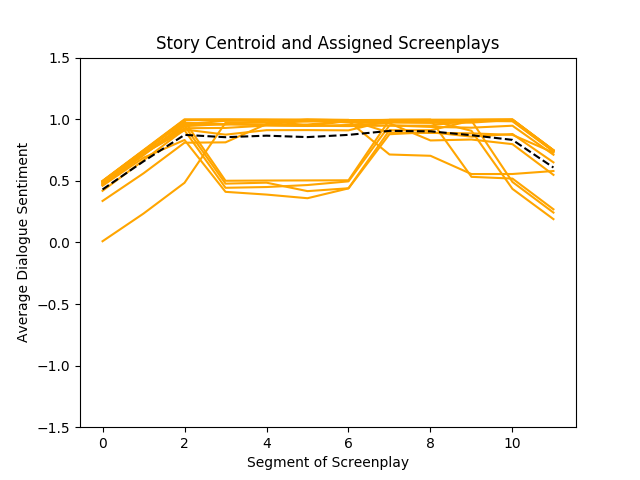 Story Centroid and Assigned Screenplays
1.5
1.0
0.5
0.0
−0.5
−1.0
−1.5
Average Dialogue Sentiment
0 2 4 6 8 10
Segment of Screenplay